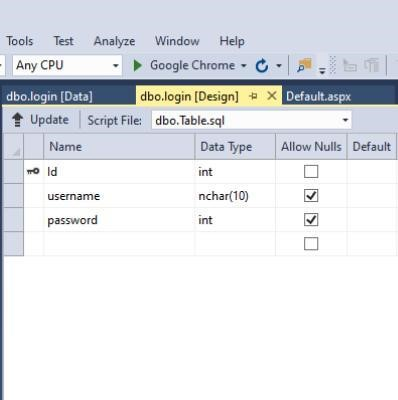 Tools Test Analyze Window Help
Any CPU Google Chrome
dbo.login [Data] dbo.login [Design] Default.aspx
Update Script File: dbo.Table.sql
Name Data Type Allow Nulls Default
Id int
username nchar(10)
password int